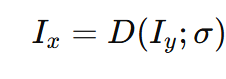 I_x = D(I_y; σ)